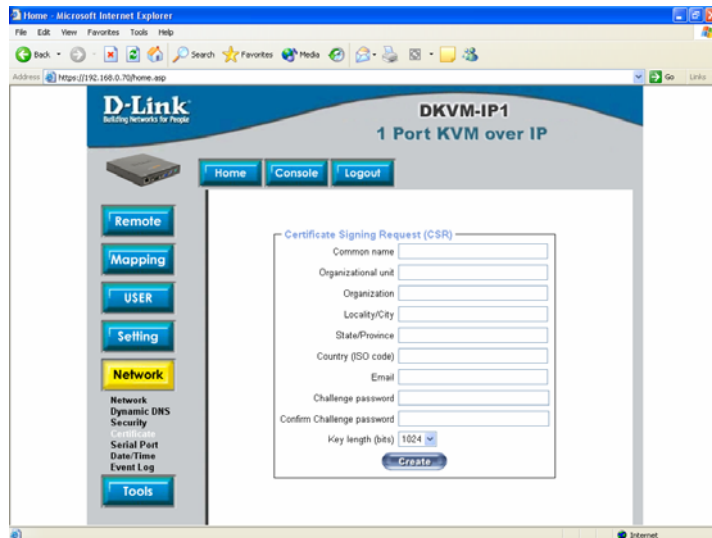 Home - Microsoft Internet Explorer
File Edit View Favorites Tools Help
Back Search Favorites Media
Address https://192.168.0.70/home.asp Go Links
D-Link
Building Networks for People
DKVM-IP1
1 Port KVM over IP
Home Console Logout
Remote
Mapping
USER
Setting
Network
Network
Dynamic DNS
Security
Certificate
Serial Port
Date/Time
Event Log
Tools
Certificate Signing Request (CSR)
Common name
Organizational unit
Organization
Locality/City
State/Province
Country (ISO code)
Email
Challenge password
Confirm Challenge password
Key length (bits) 1024
Create
Internet